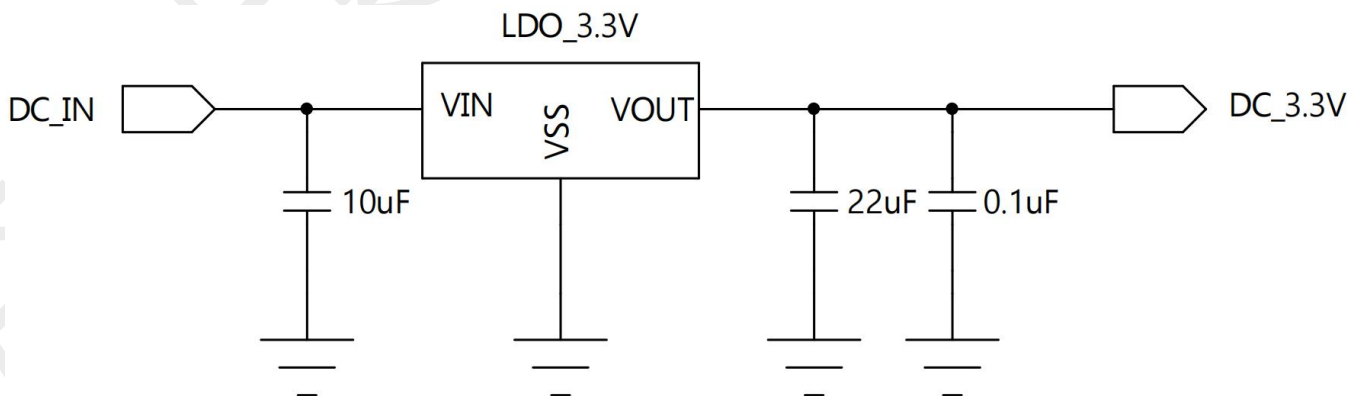 LDO_3.3V
DC_IN
VIN
VSS
VOUT
DC_3.3V
10uF
22uF
0.1uF